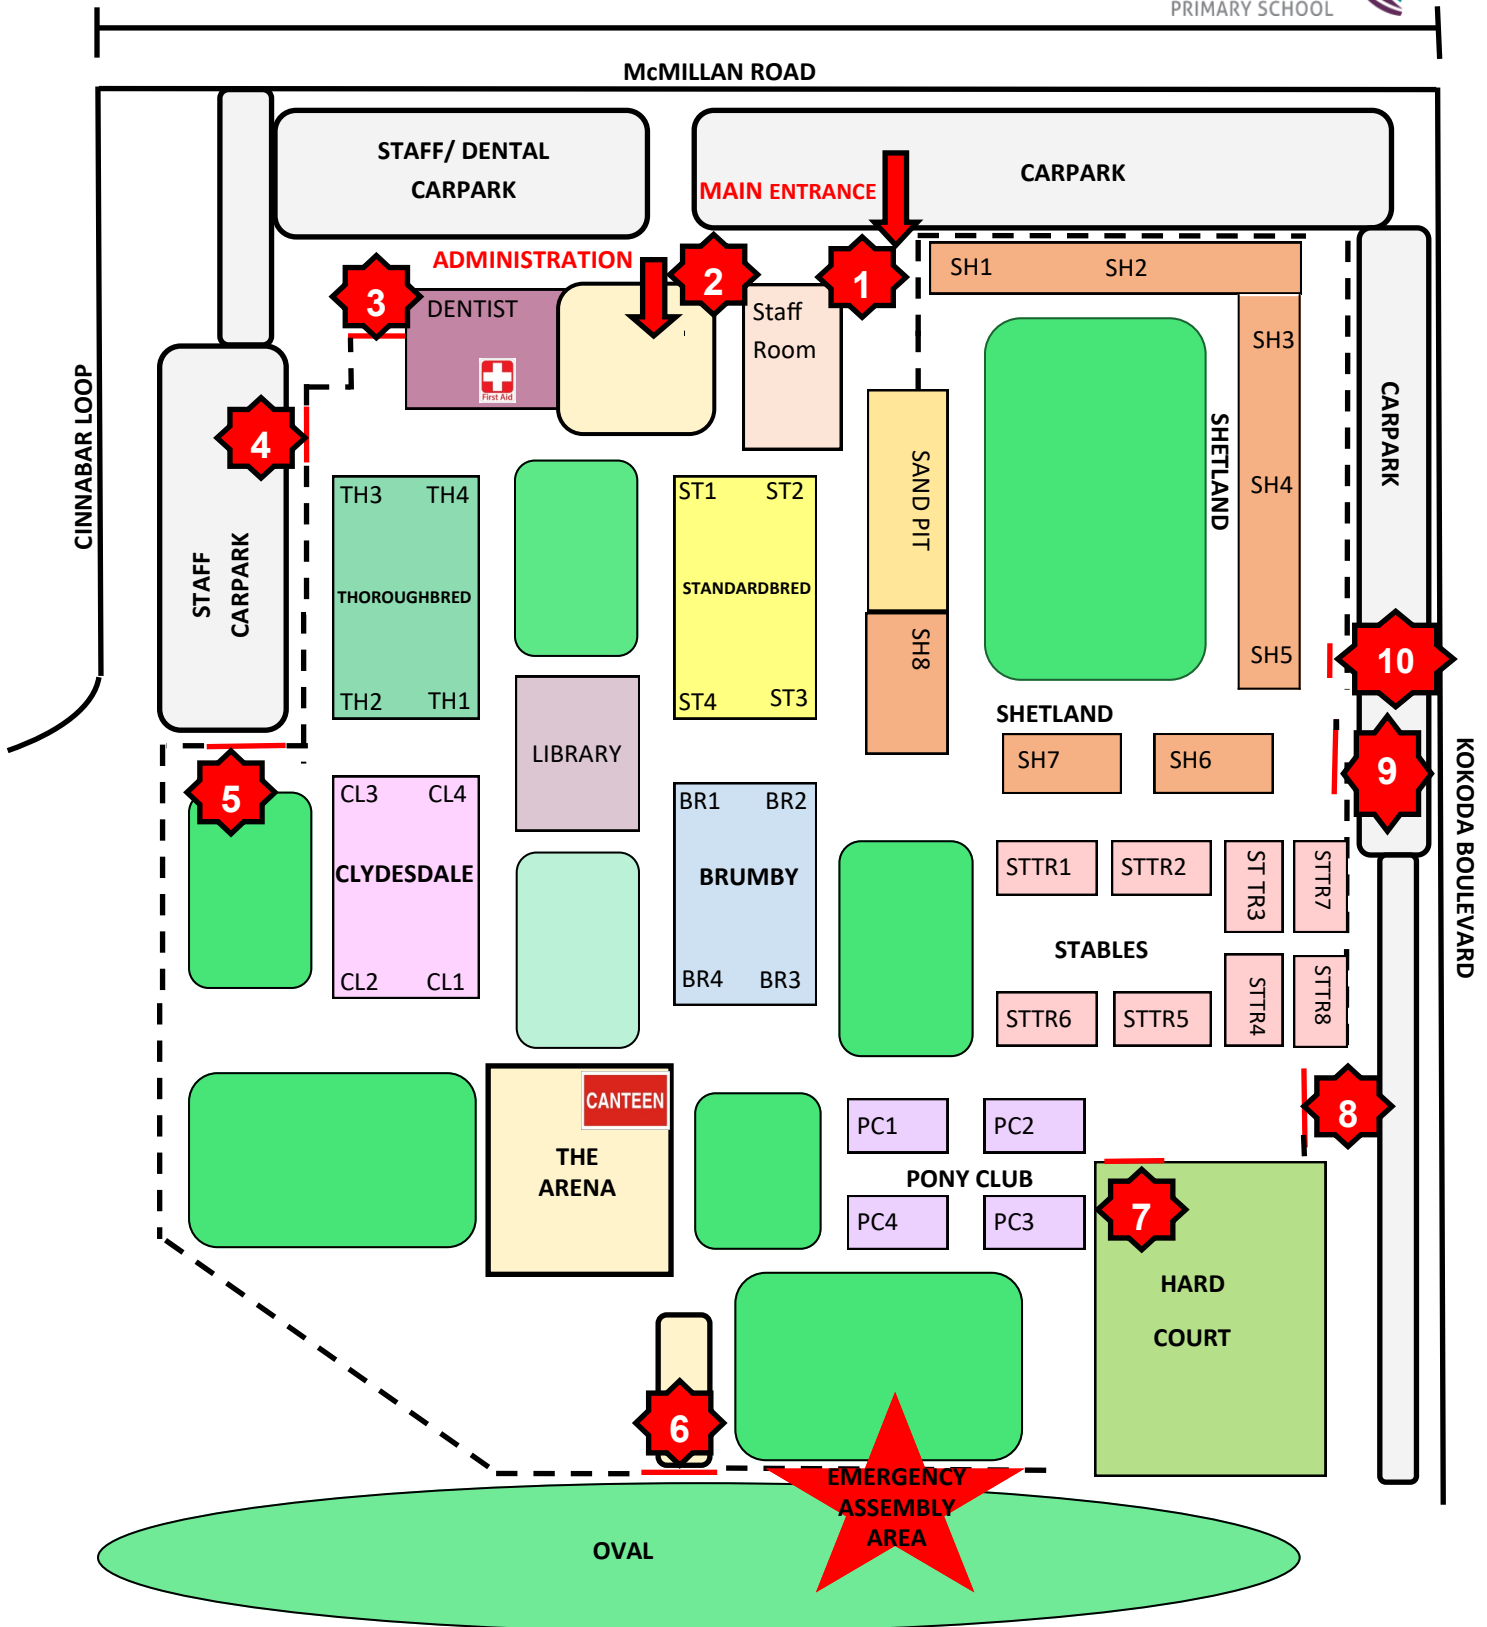 PRIMARY SCHOOL
McMILLAN ROAD
STAFF/ DENTAL
CARPARK
CARPARK
MAIN ENTRANCE
ADMINISTRATION
1
2
3
DENTIST
First Aid
Staff
Room
SH1
SH2
SH3
SH4
SH5
SHETLAND
CARPARK
CINNABAR LOOP
4
STAFF
CARPARK
TH3
TH4
THOROUGHBRED
TH2
TH1
ST1
ST2
STANDARDBRED
ST4
ST3
SAND PIT
SH8
10
SHETLAND
SH7
SH6
9
KOKODA BOULEVARD
LIBRARY
5
CL3
CL4
CLYDESDALE
CL2
CL1
BR1
BR2
BRUMBY
BR4
BR3
STTR1
STTR2
ST TR3
STTR7
STABLES
STTR6
STTR5
STTR4
STTR8
8
CANTEEN
THE
ARENA
PC1
PC2
PONY CLUB
PC4
PC3
7
HARD
COURT
6
EMERGENCY
ASSEMBLY
AREA
OVAL